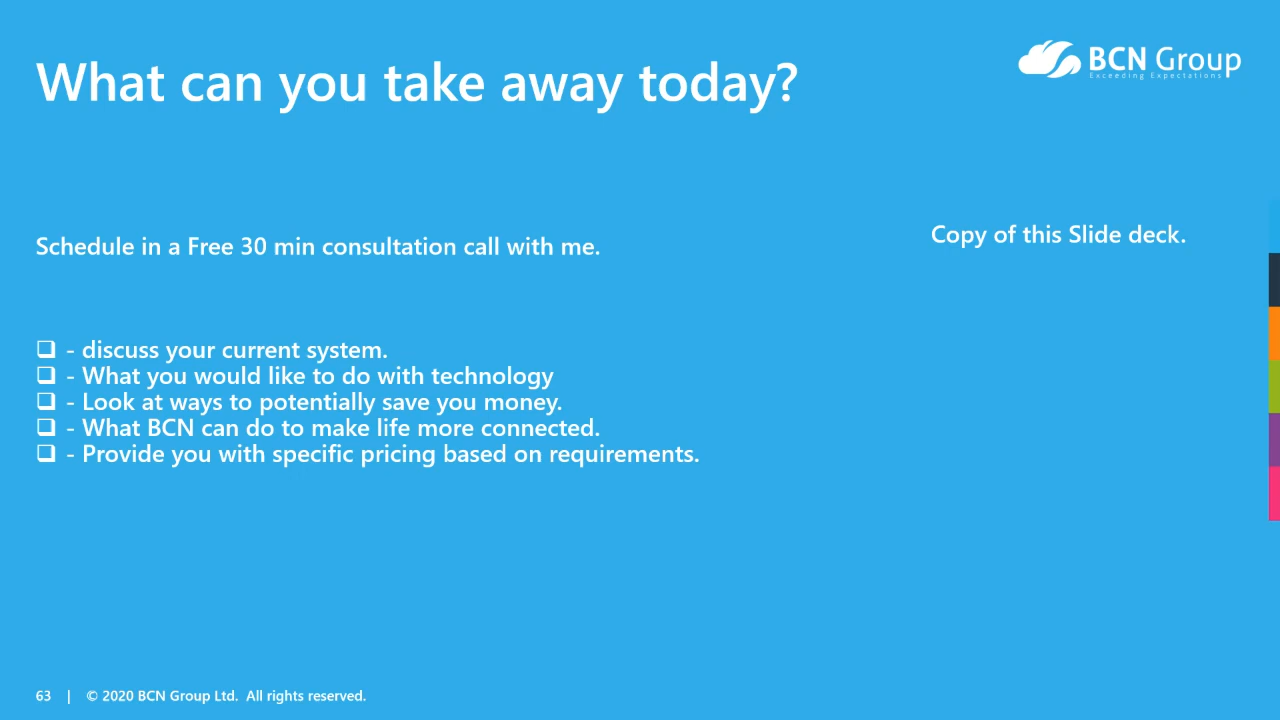 What can you take away today?
BCN Group
Exceeding Expectations
Schedule in a Free 30 min consultation call with me.
Copy of this Slide deck.
❑ - discuss your current system.
❑ - What you would like to do with technology
❑ - Look at ways to potentially save you money.
❑ - What BCN can do to make life more connected.
❑ - Provide you with specific pricing based on requirements.
63 | © 2020 BCN Group Ltd. All rights reserved.